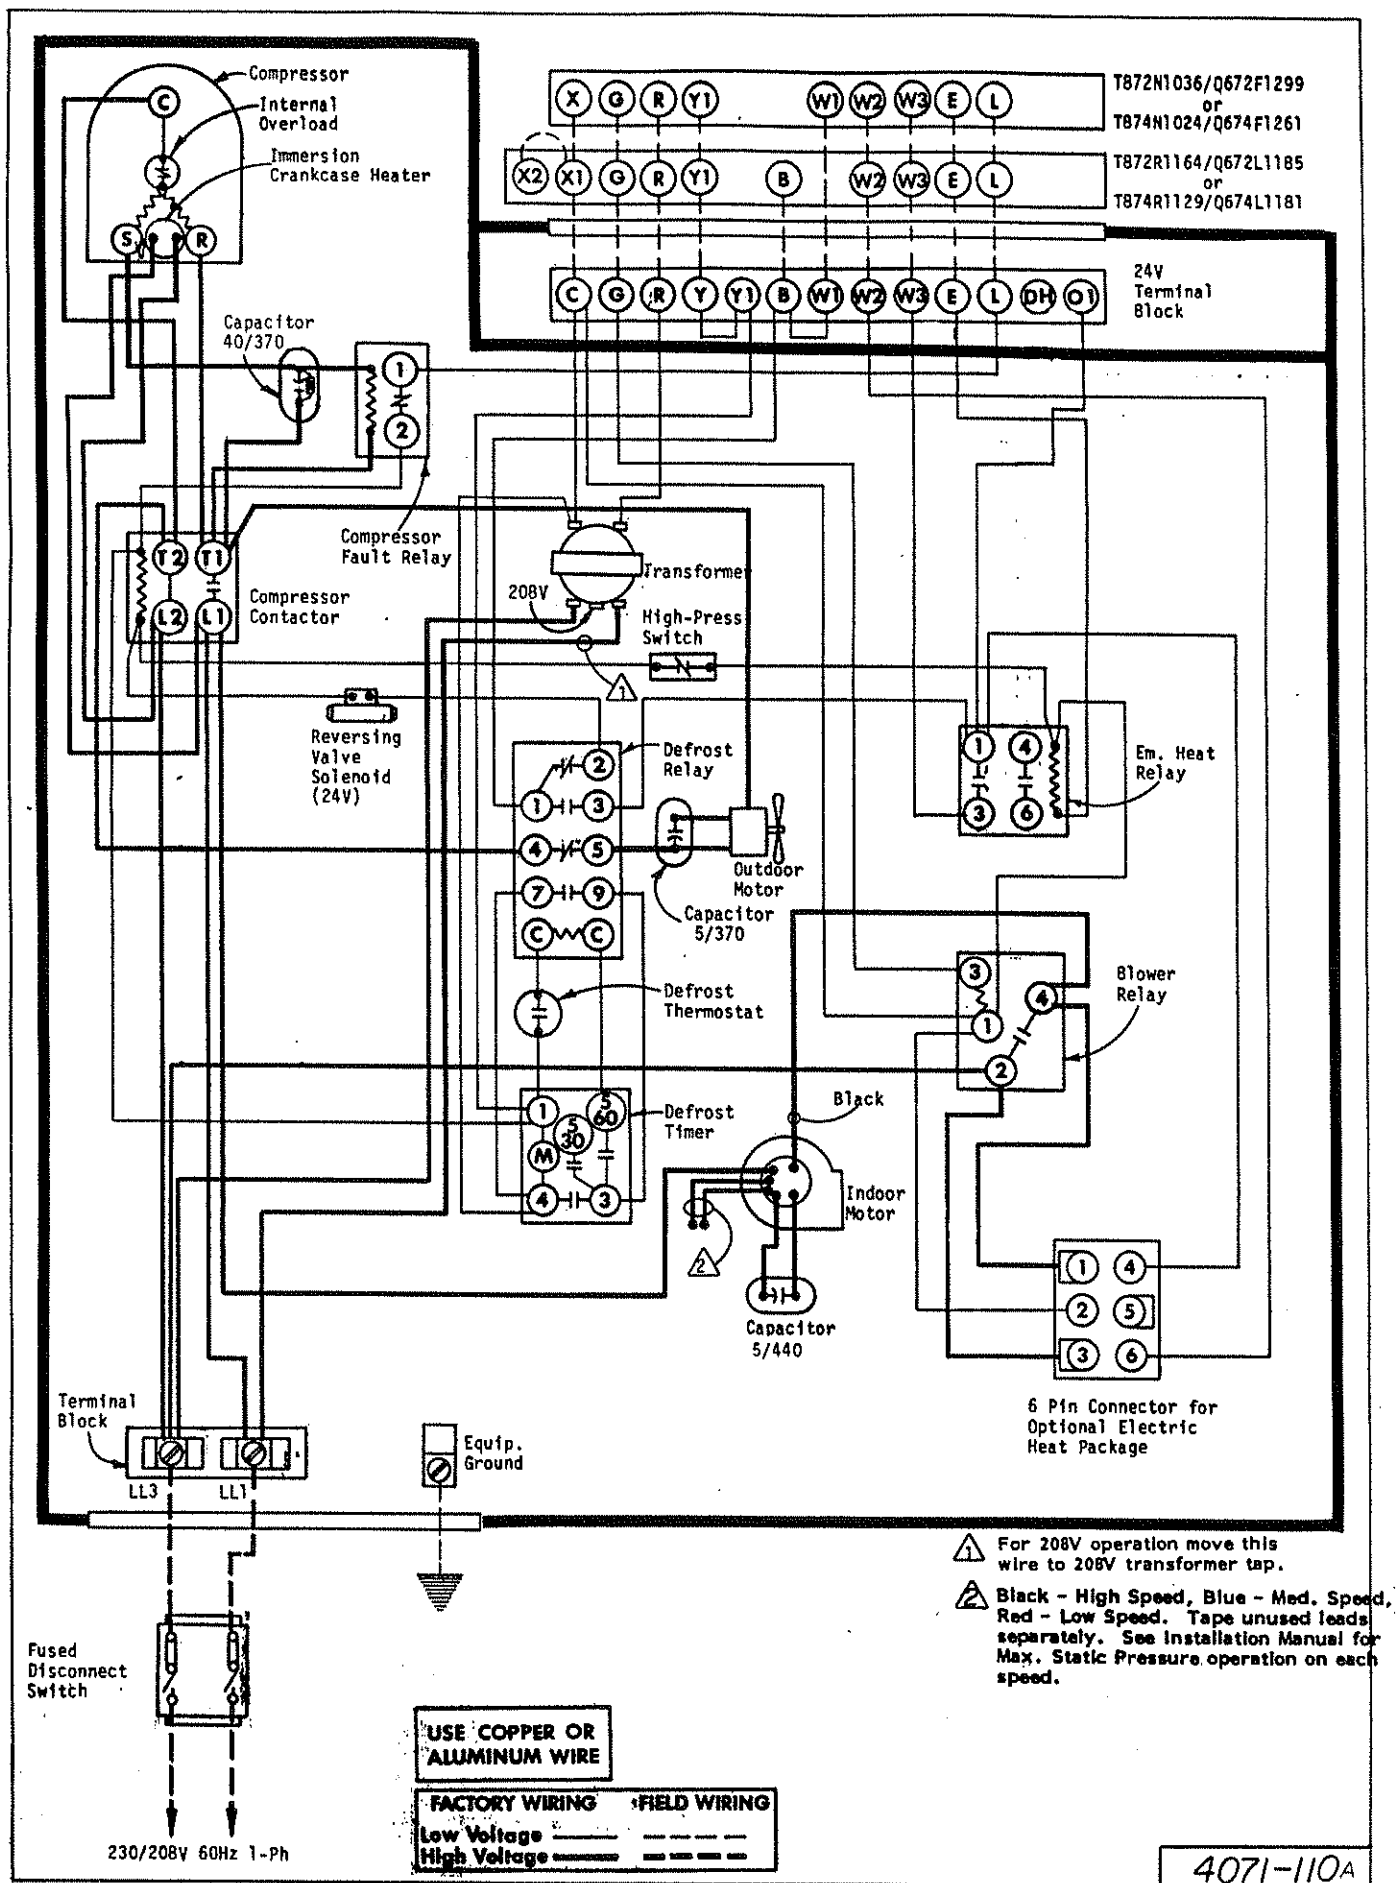 Compressor
C
Internal
Overload
Immersion
Crankcase Heater
S
R
X G R Y1 W1 W2 W3 E L
T872N1036/Q672F1299
or
T874N1024/Q674F1261
X2 X1 G R Y1 B W2 W3 E L
T872R1164/Q672L1185
or
T874R1129/Q674L1181
C G R Y Y1 B W1 W2 W3 E L DH O1
24V
Terminal
Block
Capacitor
40/370
1
2
Compressor
Fault Relay
T2 T1
L2 L1
Compressor
Contactor
Transformer
208V
High-Press
Switch
1
Reversing
Valve
Solenoid
(24V)
Defrost
Relay
2
1 3
4 5
7 9
C C
Outdoor
Motor
Capacitor
5/370
1 4
3 6
Em. Heat
Relay
Defrost
Thermostat
3
4
1
2
Blower
Relay
1
5
30
5
60
M
4 3
Defrost
Timer
Black
Indoor
Motor
2
Capacitor
5/440
1 4
2 5
3 6
6 Pin Connector for
Optional Electric
Heat Package
Terminal
Block
LL3 LL1
Equip.
Ground
Fused
Disconnect
Switch
230/208V 60Hz 1-Ph
1 For 208V operation move this
wire to 208V transformer tap.
2 Black - High Speed, Blue - Med. Speed,
Red - Low Speed. Tape unused leads
separately. See Installation Manual for
Max. Static Pressure operation on each
speed.
USE COPPER OR
ALUMINUM WIRE
FACTORY WIRING FIELD WIRING
Low Voltage
High Voltage
4071-110A